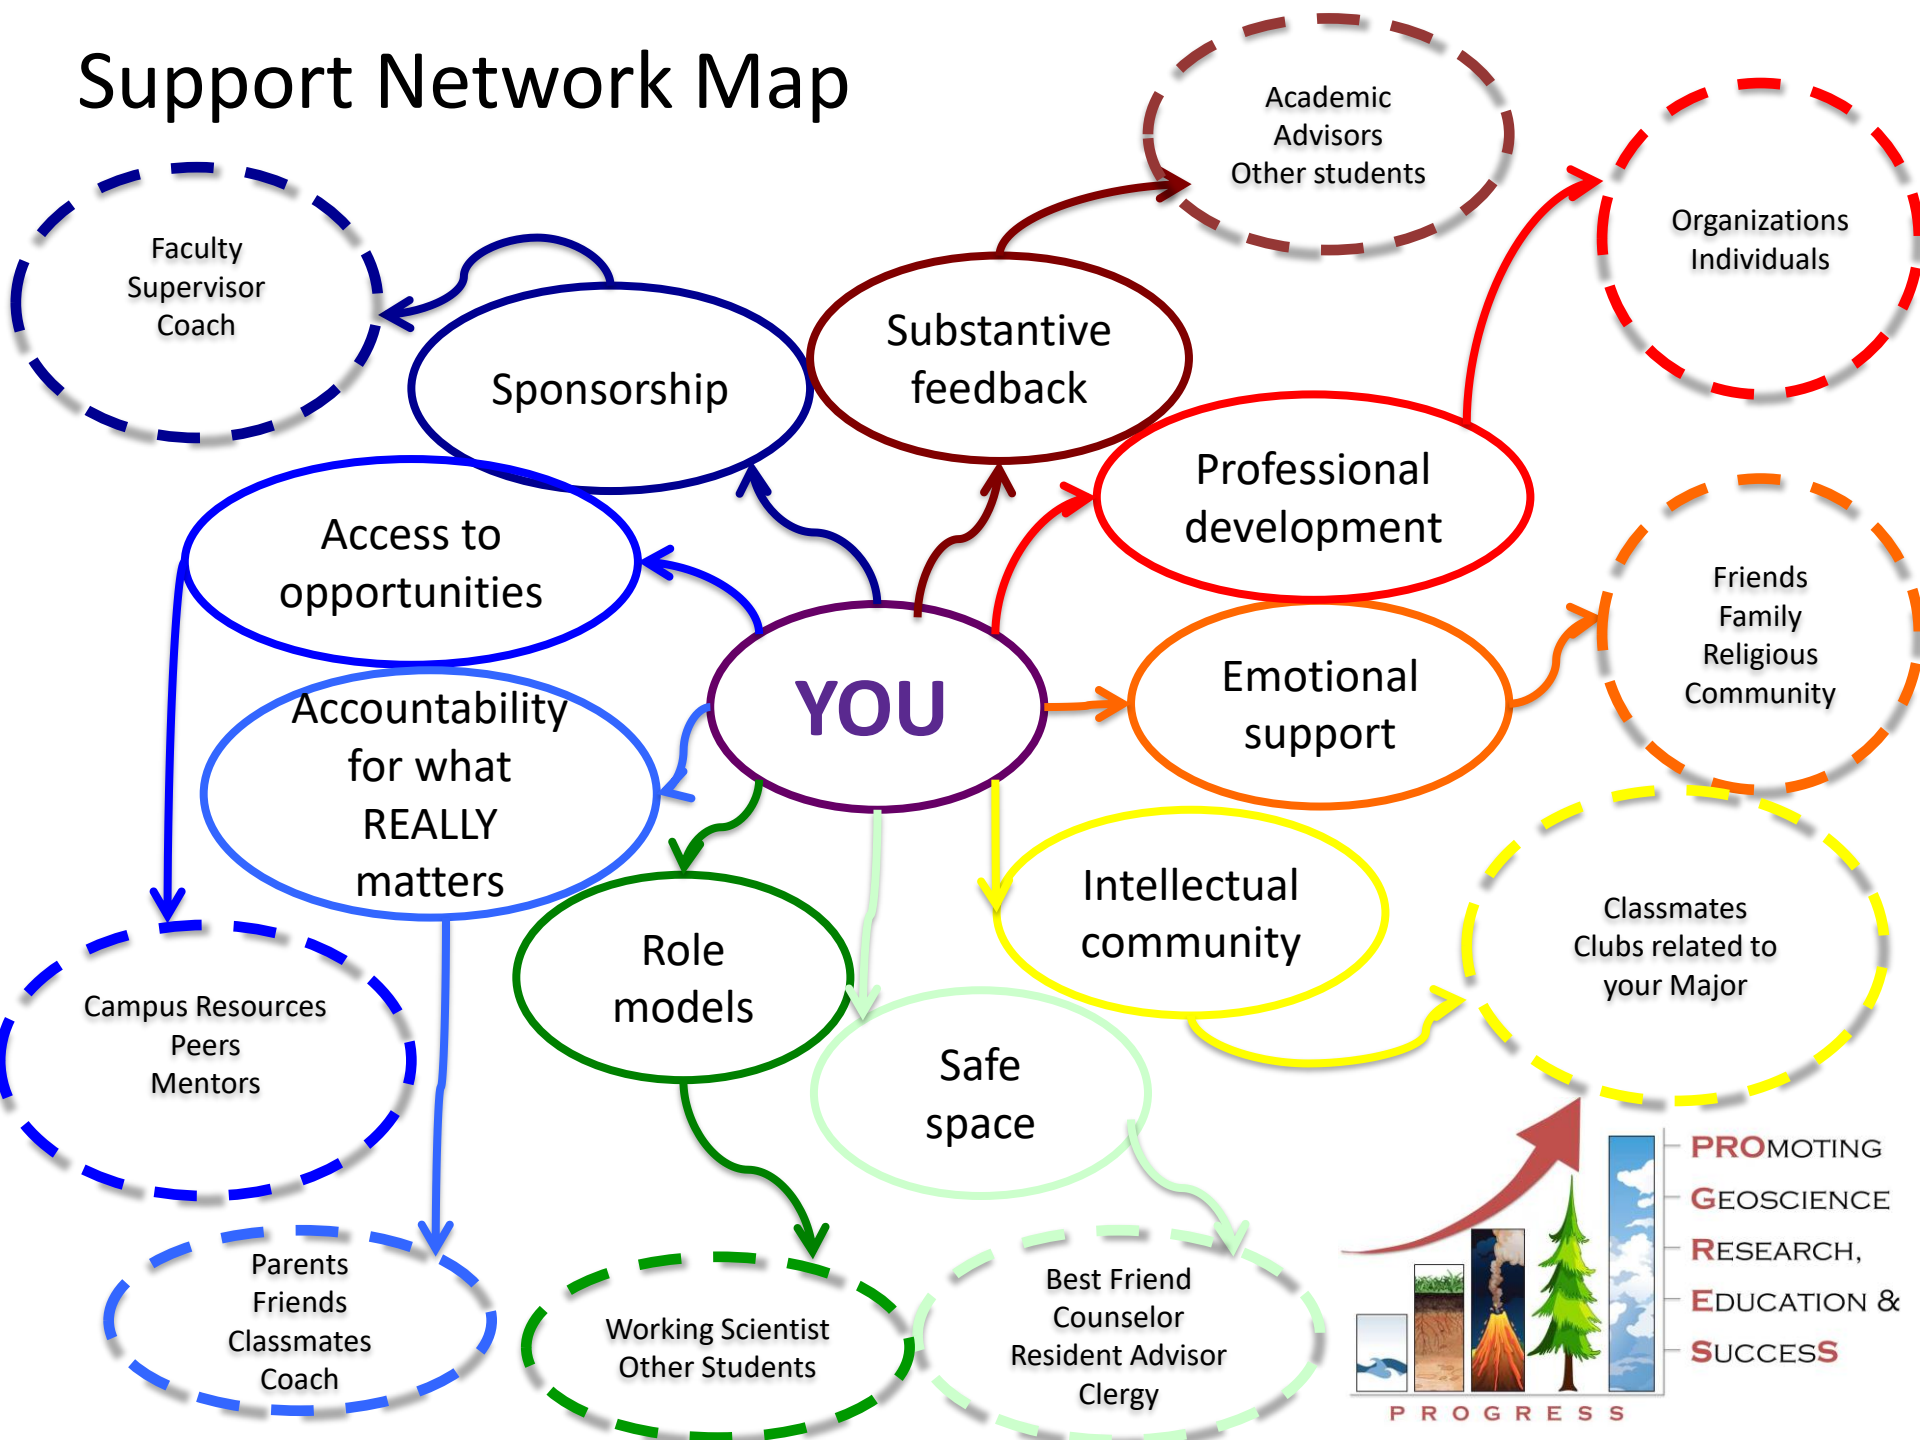 Support Network Map
Academic
Advisors
Other students
Organizations
Individuals
Faculty
Supervisor
Coach
Substantive
feedback
Sponsorship
Professional
development
Access to
opportunities
Friends
Family
Religious
Community
Emotional
support
YOU
Accountability
for what
REALLY
matters
Intellectual
community
Classmates
Clubs related to
your Major
Role
models
Campus Resources
Peers
Mentors
Safe
space
Parents
Friends
Classmates
Coach
Working Scientist
Other Students
Best Friend
Counselor
Resident Advisor
Clergy
PROMOTING
GEOSCIENCE
RESEARCH,
EDUCATION &
SUCCESS
PROGRESS